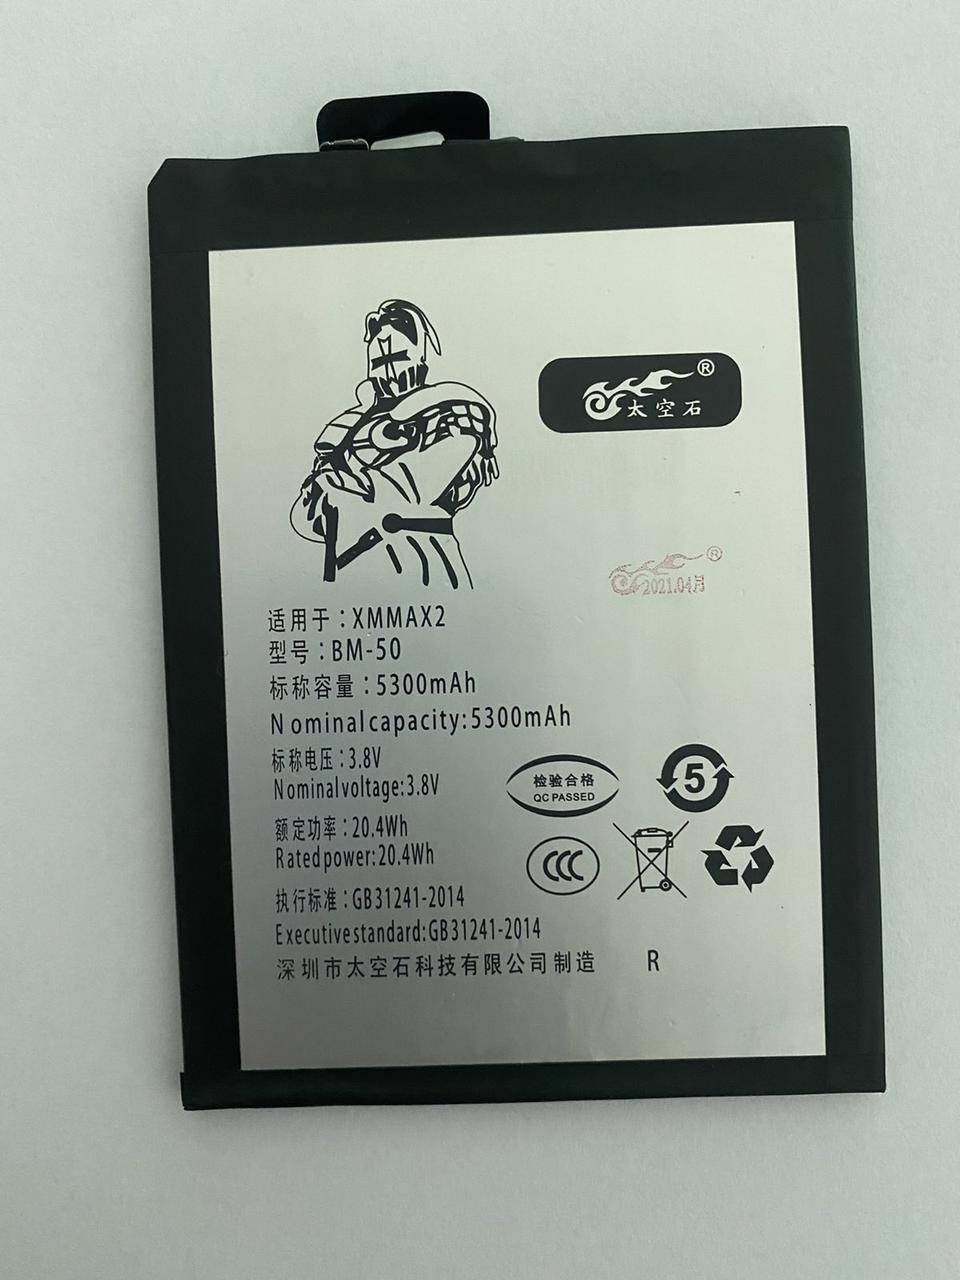 ®
太空石
®
2021.04月
适用于：XMMAX2
型号：BM-50
标称容量：5300mAh
Nominalcapacity:5300mAh
标称电压：3.8V
Nominalvoltage:3.8V
额定功率：20.4Wh
Ratedpower:20.4Wh
执行标准：GB31241-2014
Executivestandard:GB31241-2014
深圳市太空石科技有限公司制造 R
检验合格
QC PASSED
5
CCC